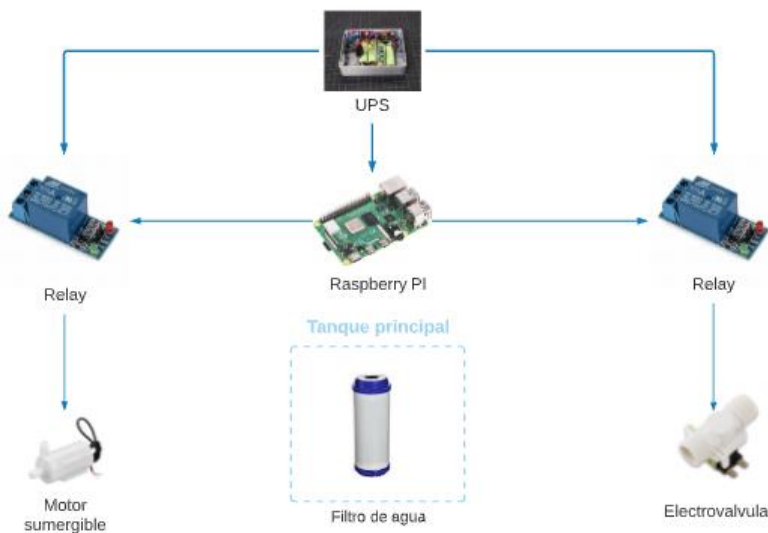 UPS
Relay
Raspberry PI
Relay
Tanque principal
Motor
sumergible
Filtro de agua
Electrovalvula